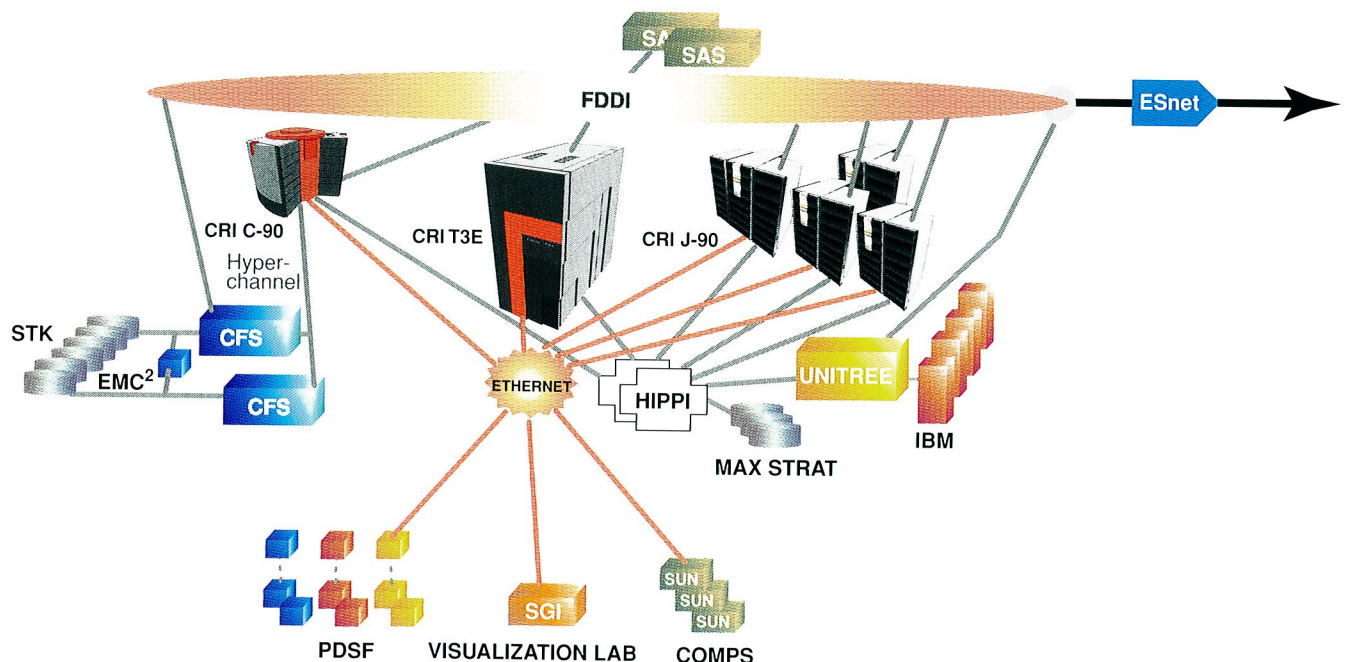 SAS
SAS
FDDI
ESnet
CRI C-90
CRI T3E
CRI J-90
Hyper-
channel
STK
CFS
EMC²
CFS
ETHERNET
HIPPI
UNITREE
IBM
MAX STRAT
SUN
SUN
SUN
SGI
PDSF
VISUALIZATION LAB
COMPS